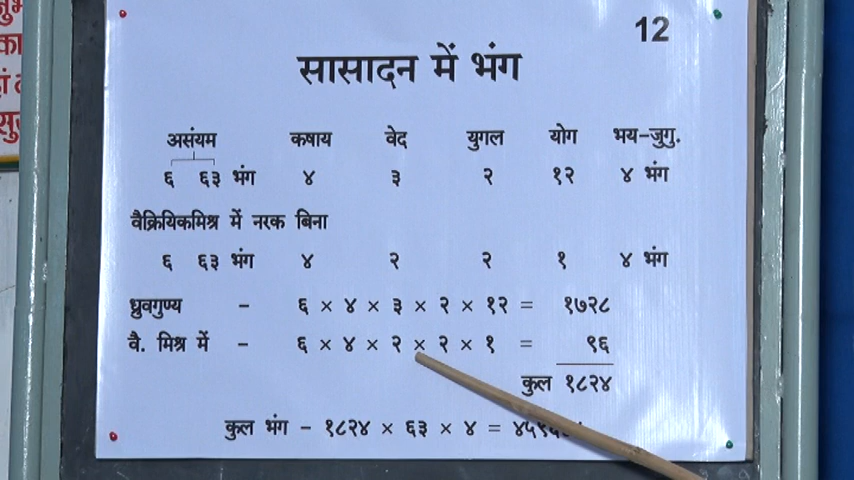 12
सासादन में भंग
असंयम कषाय वेद युगल योग भय-जुगु.
६ ६३ भंग ४ ३ २ १२ ४ भंग
वैक्रियिकमिश्र में नरक बिना
६ ६३ भंग ४ २ २ १ ४ भंग
ध्रुवगुण्य - ६ × ४ × ३ × २ × १२ = १७२८
वै. मिश्र में - ६ × ४ × २ × २ × १ = ९६
कुल १८२४
कुल भंग - १८२४ × ६३ × ४ =